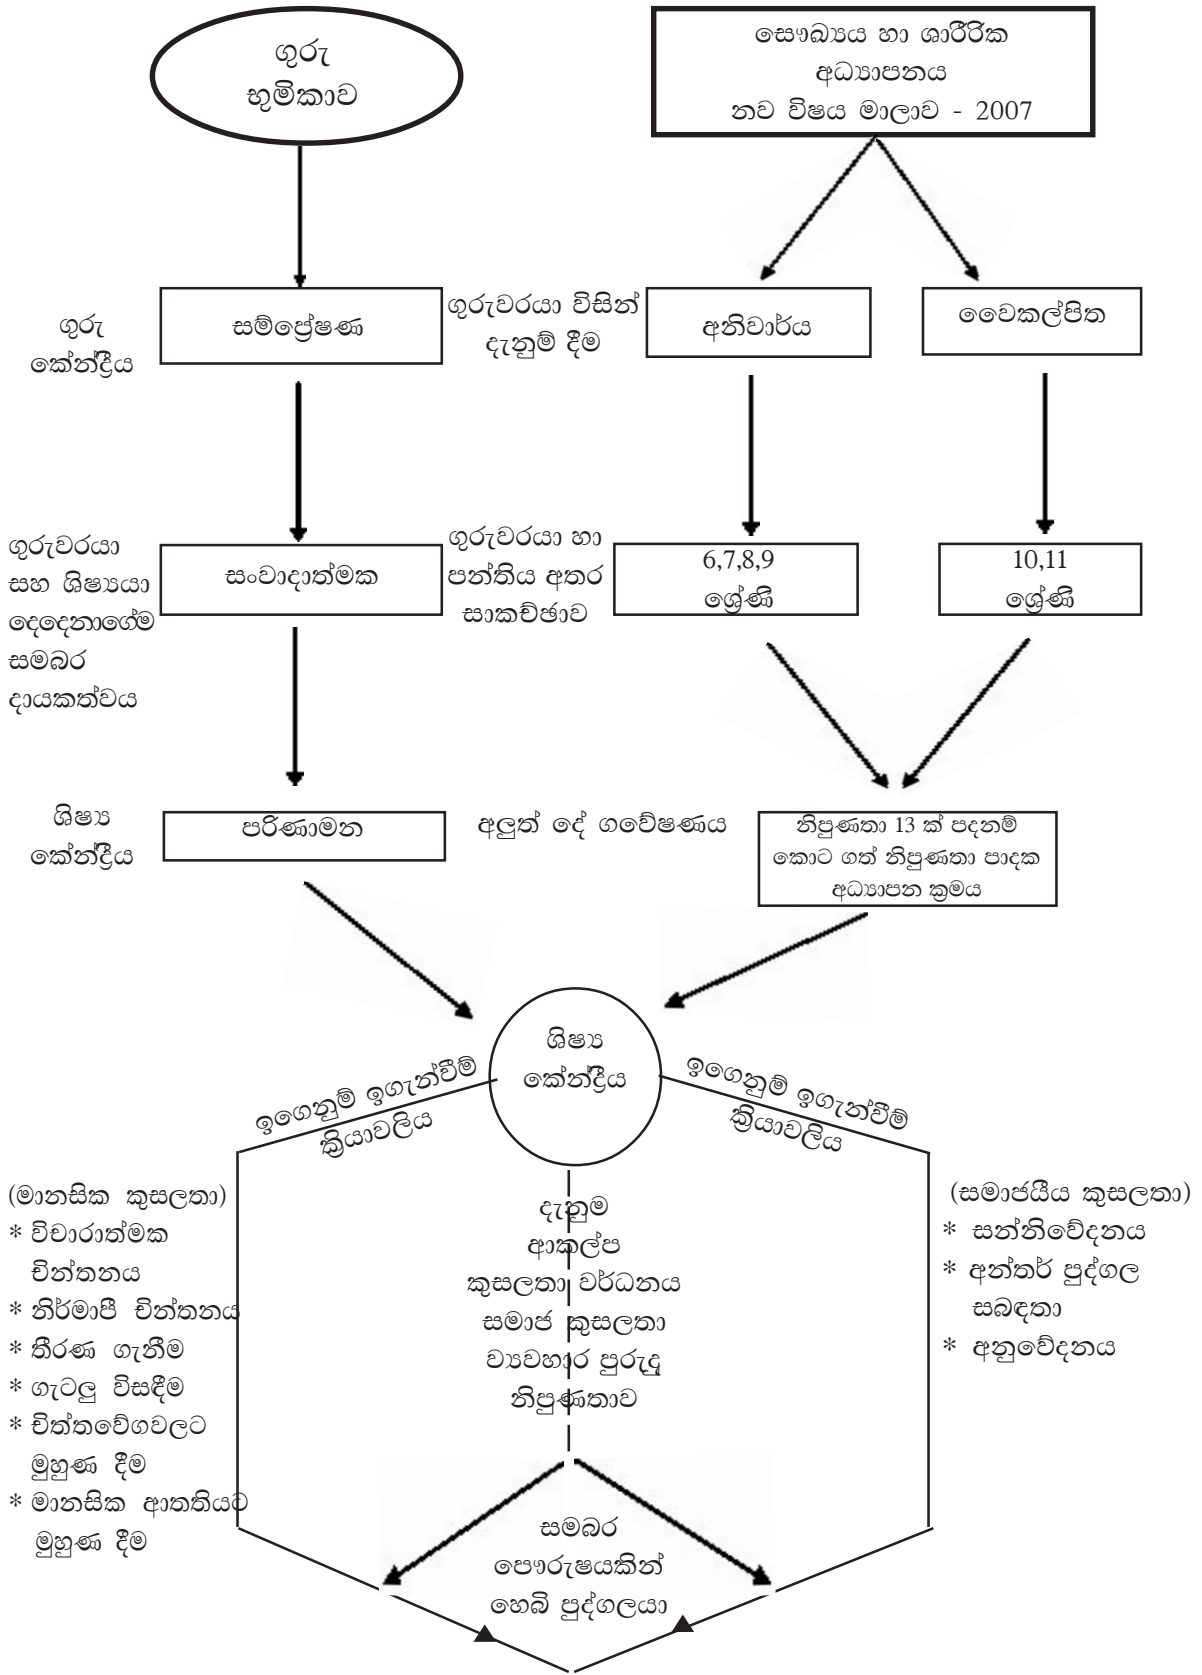 ගුරු
භූමිකාව
සෞඛ්‍යය හා ශාරීරික
අධ්‍යාපනය
නව විෂය මාලාව - 2007
ගුරු
කේන්ද්‍රීය
සම්ප්‍රේෂණ
ගුරුවරයා විසින්
දැනුම් දීම
අනිවාර්ය
වෛකල්පිත
ගුරුවරයා
සහ ශිෂ්‍යයා
දෙදෙනාගේම
සමබර
දායකත්වය
සංවාදාත්මක
ගුරුවරයා හා
පන්තිය අතර
සාකච්ඡාව
6,7,8,9
ශ්‍රේණි
10,11
ශ්‍රේණි
ශිෂ්‍ය
කේන්ද්‍රීය
පරිණාමන
අලුත් දේ ගවේෂණය
නිපුණතා 13 ක් පදනම්
කොට ගත් නිපුණතා පාදක
අධ්‍යාපන ක්‍රමය
ශිෂ්‍ය
කේන්ද්‍රීය
ඉගෙනුම් ඉගැන්වීම්
ක්‍රියාවලිය
ඉගෙනුම් ඉගැන්වීම්
ක්‍රියාවලිය
(මානසික කුසලතා)
* විචාරාත්මක
චින්තනය
* නිර්මාපී චින්තනය
* තීරණ ගැනීම
* ගැටලු විසඳීම
* චිත්තවේගවලට
මුහුණ දීම
* මානසික ආතතියට
මුහුණ දීම
දැනුම
ආකල්ප
කුසලතා වර්ධනය
සමාජ කුසලතා
ව්‍යවහාර පුරුදු
නිපුණතාව
(සමාජයීය කුසලතා)
* සන්නිවේදනය
* අන්තර් පුද්ගල
සබඳතා
* අනුවේදනය
සමබර
පෞරුෂයකින්
හෙබි පුද්ගලයා